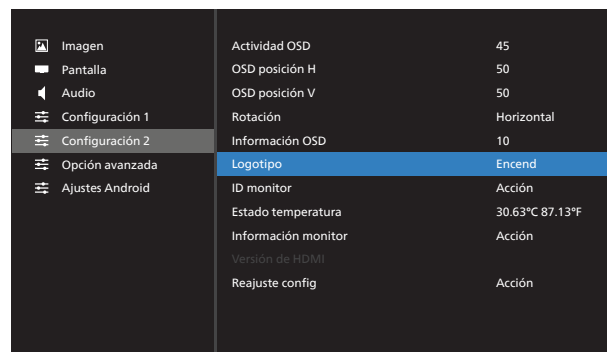 Imagen
Pantalla
Audio
Configuración 1
Configuración 2
Opción avanzada
Ajustes Android
Actividad OSD 45
OSD posición H 50
OSD posición V 50
Rotación Horizontal
Información OSD 10
Logotipo Encend
ID monitor Acción
Estado temperatura 30.63°C 87.13°F
Información monitor Acción
Versión de HDMI
Reajuste config Acción